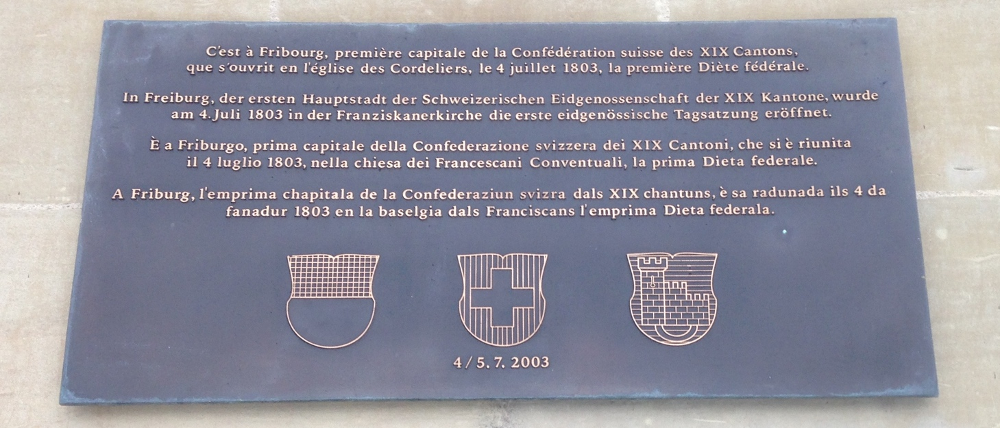 C'est à Fribourg, première capitale de la Confédération suisse des XIX Cantons,
que s'ouvrit en l'église des Cordeliers, le 4 juillet 1803, la première Diète fédérale.
In Freiburg, der ersten Hauptstadt der Schweizerischen Eidgenossenschaft der XIX Kantone, wurde
am 4. Juli 1803 in der Franziskanerkirche die erste eidgenössische Tagsatzung eröffnet.
È a Friburgo, prima capitale della Confederazione svizzera dei XIX Cantoni, che si è riunita
il 4 luglio 1803, nella chiesa dei Francescani Conventuali, la prima Dieta federale.
A Friburg, l'emprima chapitala de la Confederaziun svizra dals XIX chantuns, è sa radunada ils 4 da
fanadur 1803 en la baselgia dals Franciscans l'emprima Dieta federala.
4 / 5. 7. 2003